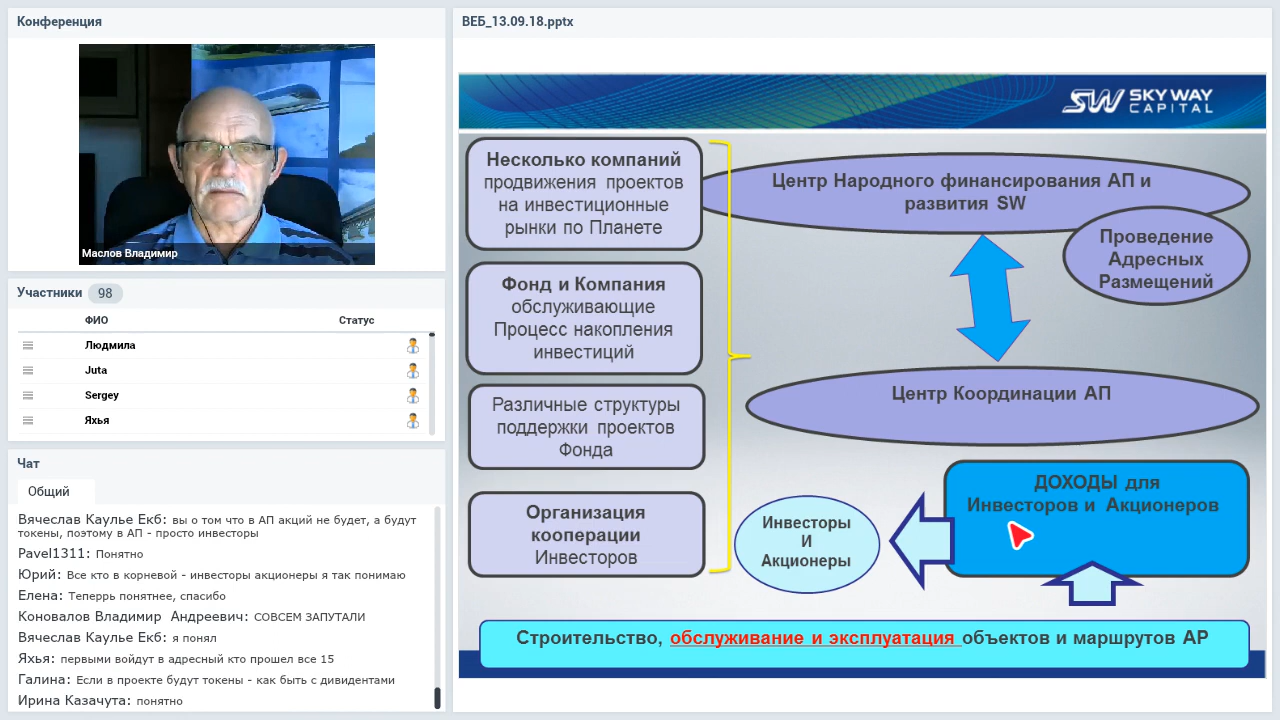 Конференция
Маслов Владимир
Участники 98
ФИО Статус
Людмила
Juta
Sergey
Яхья
Чат
Общий
Вячеслав Каулье Екб: вы о том что в АП акций не будет, а будут
токены, поэтому в АП - просто инвесторы
Pavel1311: Понятно
Юрий: Все кто в корневой - инвесторы акционеры я так понимаю
Елена: Теперрь понятнее, спасибо
Коновалов Владимир Андреевич: СОВСЕМ ЗАПУТАЛИ
Вячеслав Каулье Екб: я понял
Яхья: первыми войдут в адресный кто прошел все 15
Галина: Если в проекте будут токены - как быть с дивидентами
Ирина Казачута: понятно
ВЕБ_13.09.18.pptx
SW SKY WAY
CAPITAL
Несколько компаний
продвижения проектов
на инвестиционные
рынки по Планете
Фонд и Компания
обслуживающие
Процесс накопления
инвестиций
Различные структуры
поддержки проектов
Фонда
Организация
кооперации
Инвесторов
Центр Народного финансирования АП и
развития SW
Проведение
Адресных
Размещений
Центр Координации АП
ДОХОДЫ для
Инвесторов и Акционеров
Инвесторы
И
Акционеры
Строительство, обслуживание и эксплуатация объектов и маршрутов АР